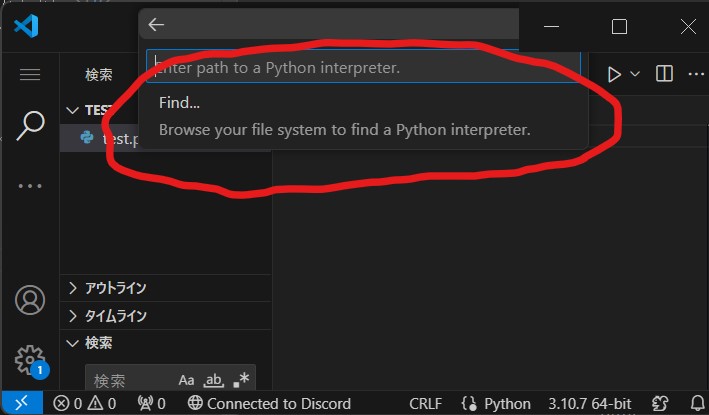 Enter path to a Python interpreter.
検索
Find...
TEST
Browse your file system to find a Python interpreter.
test.p
アウトライン
タイムライン
検索
検索 Aa ab .*
1
0 0 0 Connected to Discord CRLF {} Python 3.10.7 64-bit